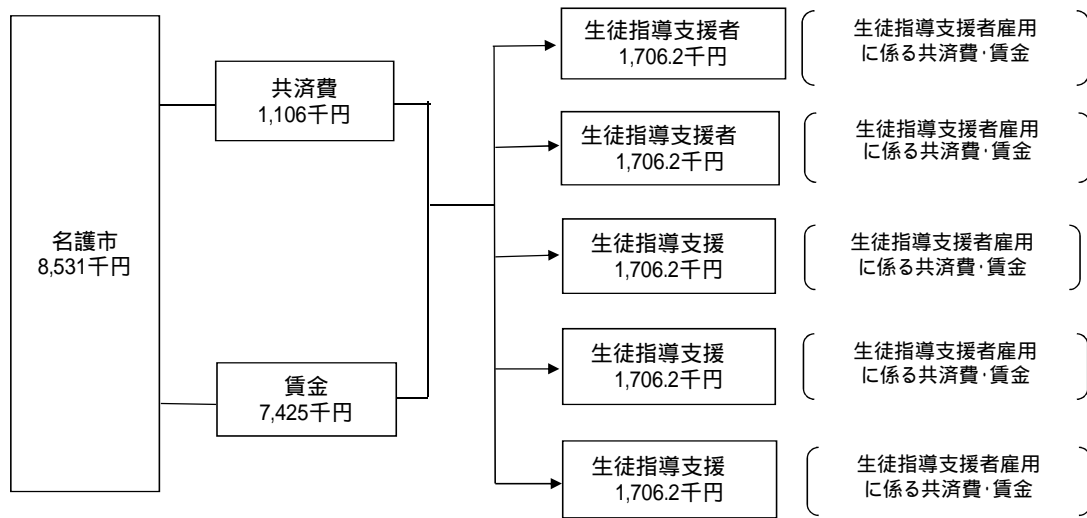 名護市
8,531千円
共済費
1,106千円
賃金
7,425千円
生徒指導支援者
1,706.2千円
生徒指導支援者雇用
に係る共済費･賃金
生徒指導支援者
1,706.2千円
生徒指導支援者雇用
に係る共済費･賃金
生徒指導支援
1,706.2千円
生徒指導支援者雇用
に係る共済費･賃金
生徒指導支援
1,706.2千円
生徒指導支援者雇用
に係る共済費･賃金
生徒指導支援
1,706.2千円
生徒指導支援者雇用
に係る共済費･賃金